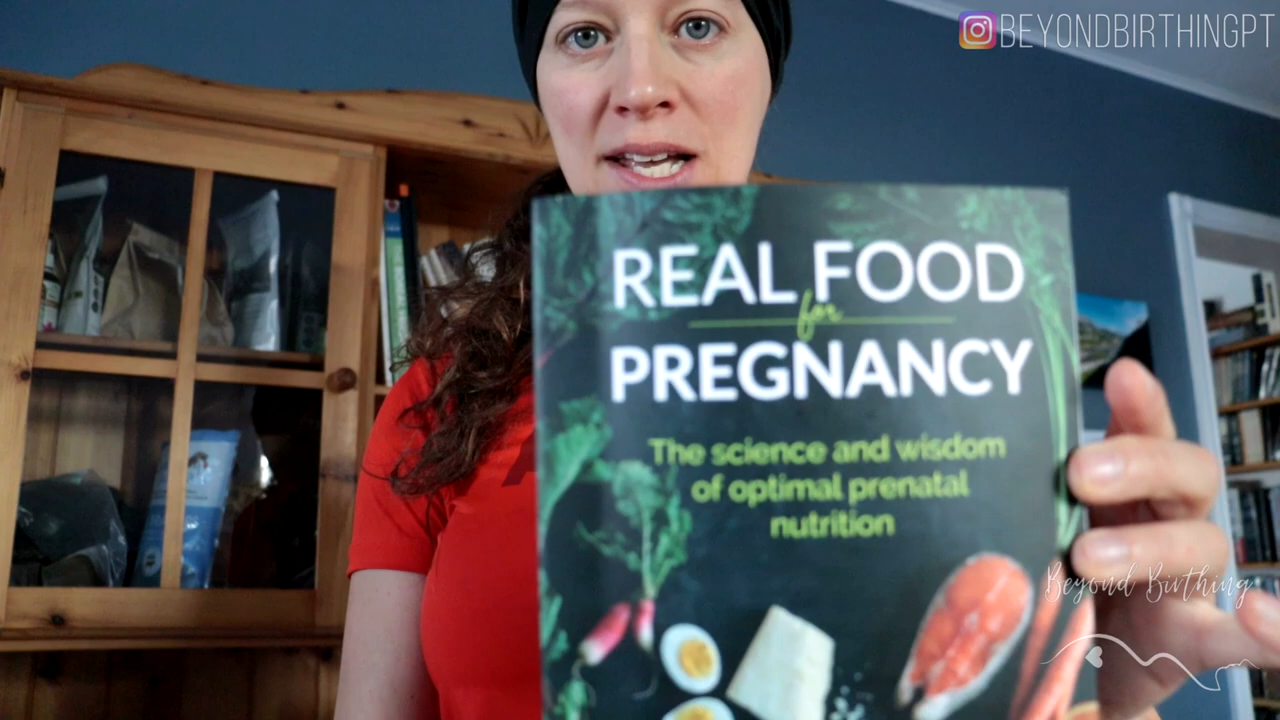 BEYONDBIRTHINGPT
REAL FOOD
for
PREGNANCY
The science and wisdom
of optimal prenatal
nutrition
Beyond Birthing